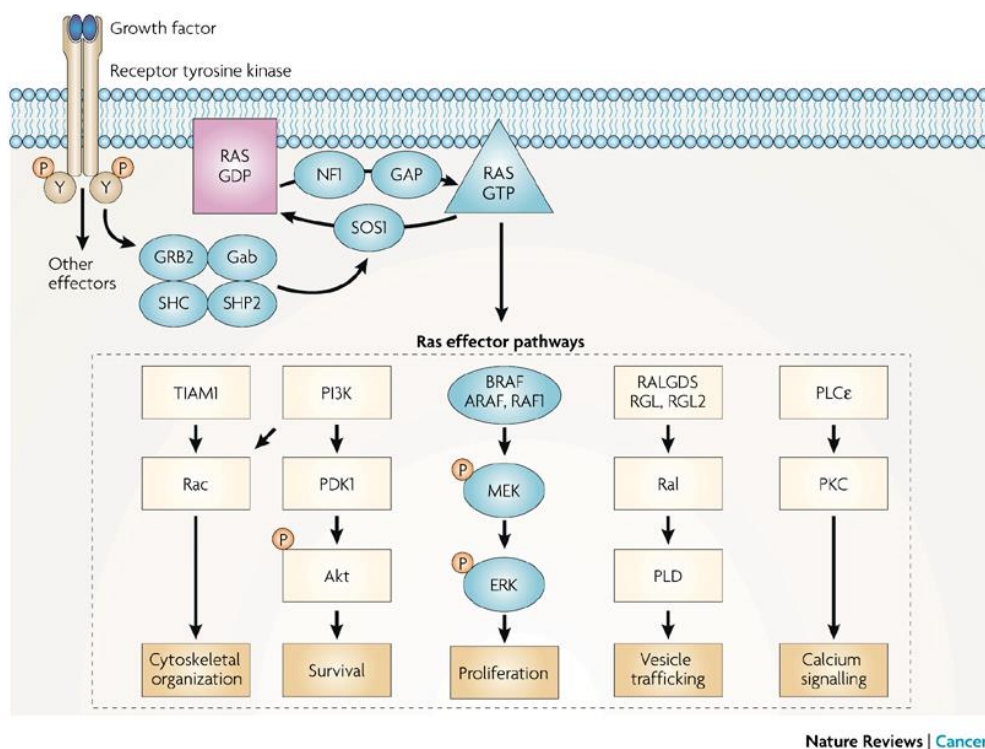 Growth factor
Receptor tyrosine kinase
RAS
GDP
NF1
GAP
RAS
GTP
SOS1
P
P
Y
Y
Other
effectors
GRB2
Gab
SHC
SHP2
Ras effector pathways
TIAM1
PI3K
BRAF
ARAF, RAF1
RALGDS
RGL, RGL2
PLCε
Rac
PDK1
P
MEK
Ral
PKC
P
Akt
P
ERK
PLD
Cytoskeletal
organization
Survival
Proliferation
Vesicle
trafficking
Calcium
signalling
Nature Reviews | Cancer